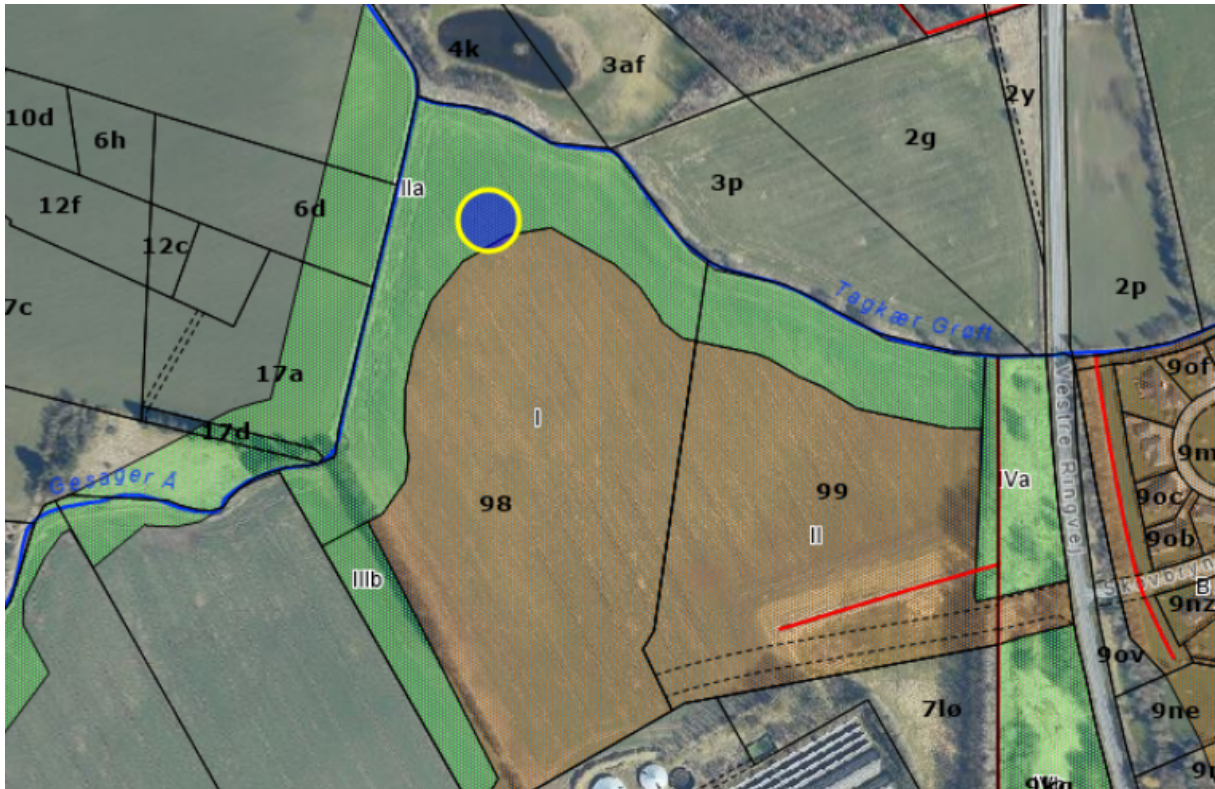 4k
3af
2y
10d
6h
2g
3p
IIa
12f
6d
12c
7c
2p
Tagkær Grøft
9of
17a
I
Vestre Ringvej
17d
9m
Gesager Å
IVa
98
99
9oc
II
9ob
IIIb
Skovbryn
B
9nz
9ov
7lø
9ne